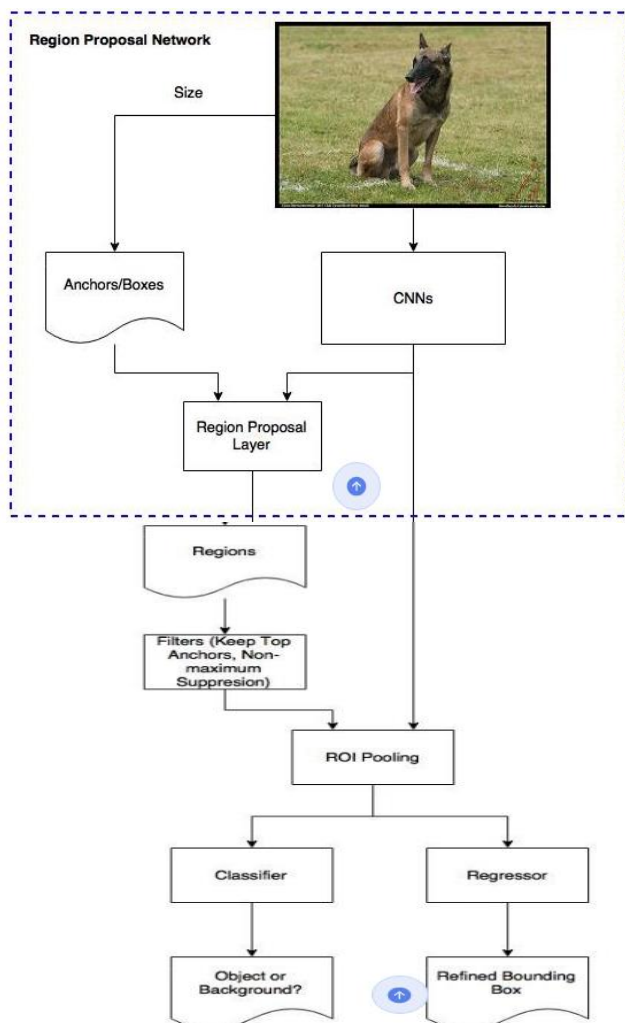 Region Proposal Network
Size
Anchors/Boxes
CNNs
Region Proposal
Layer
Regions
Filters (Keep Top
Anchors, Non-
maximum
Suppresion)
ROI Pooling
Classifier
Regressor
Object or
Background?
Refined Bounding
Box